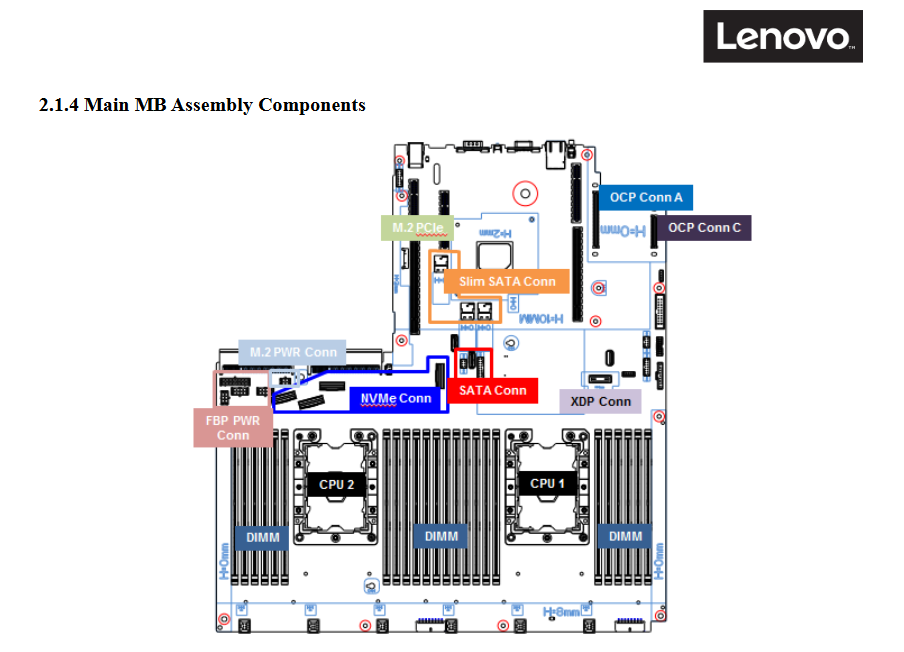 Lenovo™
2.1.4 Main MB Assembly Components
OCP Conn A
M.2 PCIe
OCP Conn C
H=2mm
H=0mm
Slim SATA Conn
H=10MM
M.2 PWR Conn
SATA Conn
NVMe Conn
XDP Conn
FBP PWR
Conn
CPU 2
CPU 1
DIMM
DIMM
DIMM
H=0mm
H=0mm
H=8mm